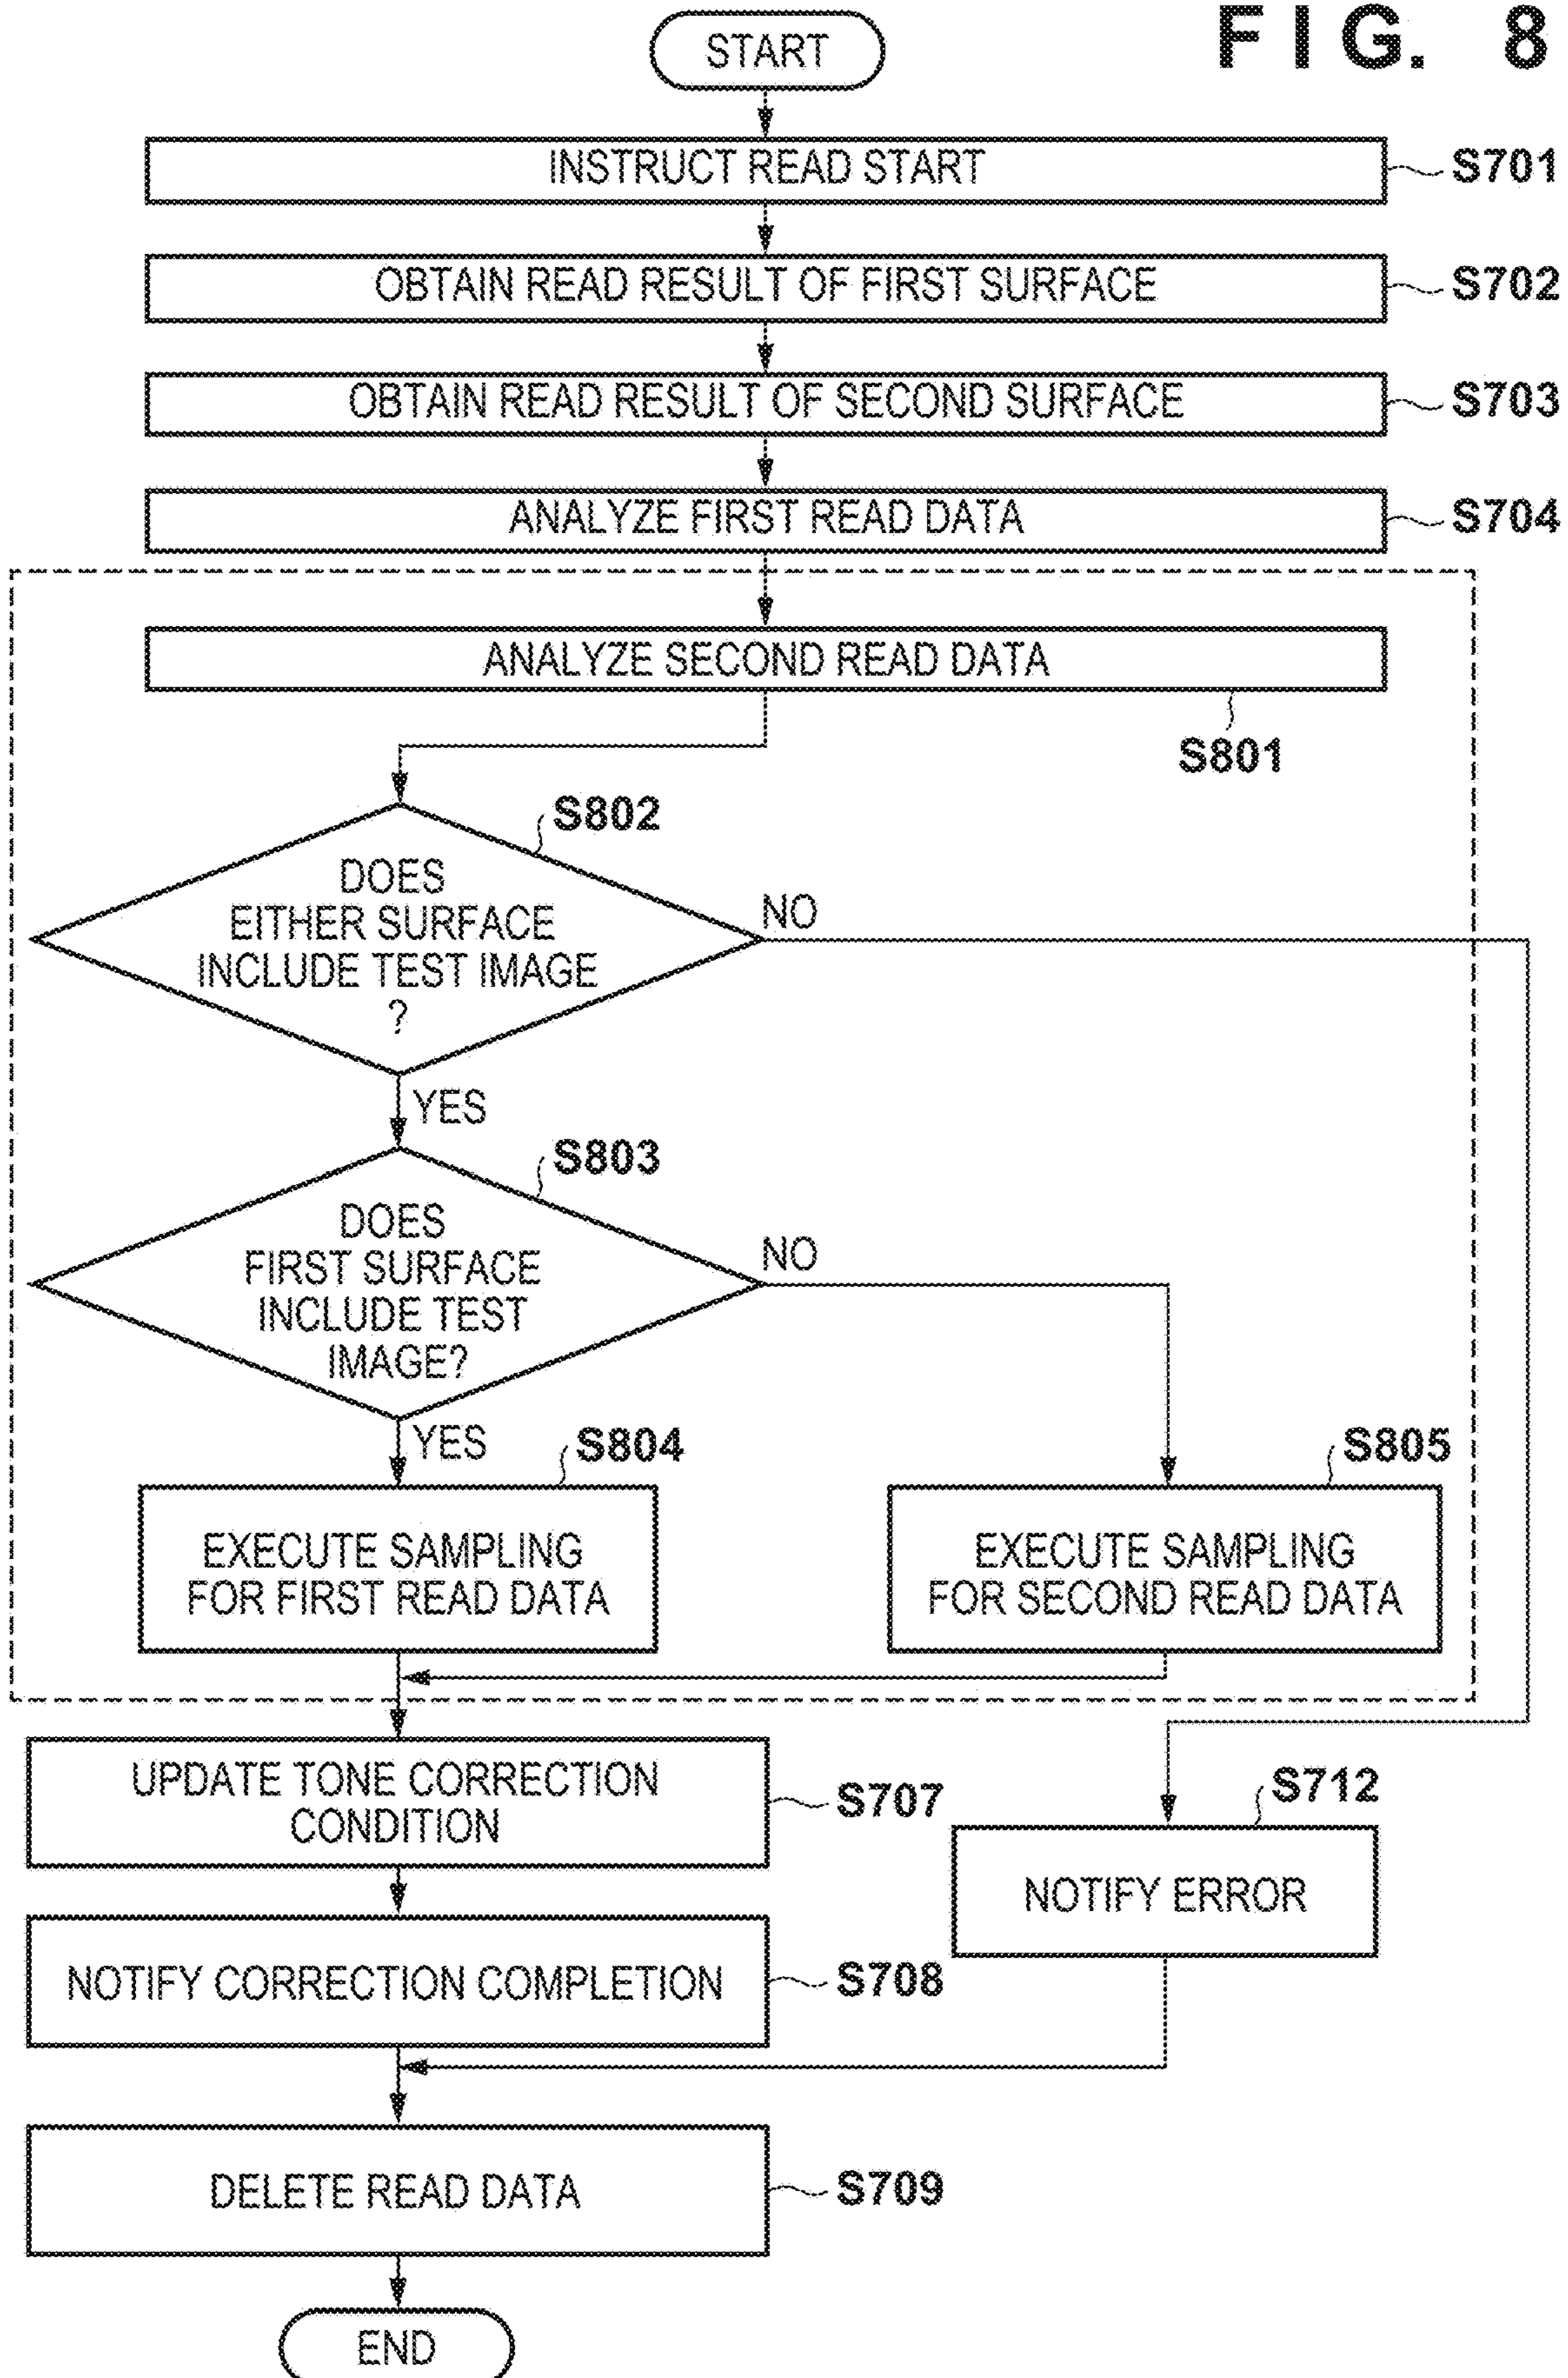 FIG. 8
START
INSTRUCT READ START
S701
OBTAIN READ RESULT OF FIRST SURFACE
S702
OBTAIN READ RESULT OF SECOND SURFACE
S703
ANALYZE FIRST READ DATA
S704
ANALYZE SECOND READ DATA
S801
S802
DOES
EITHER SURFACE
INCLUDE TEST IMAGE
?
NO
YES
S803
DOES
FIRST SURFACE
INCLUDE TEST
IMAGE?
NO
YES
S804
EXECUTE SAMPLING
FOR FIRST READ DATA
S805
EXECUTE SAMPLING
FOR SECOND READ DATA
UPDATE TONE CORRECTION
CONDITION
S707
S712
NOTIFY ERROR
NOTIFY CORRECTION COMPLETION
S708
DELETE READ DATA
S709
END